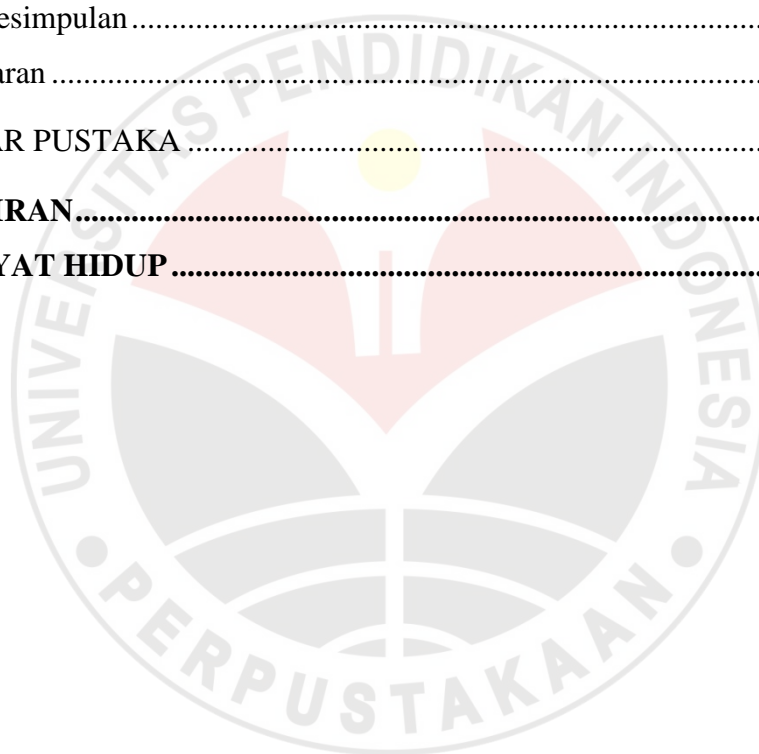 esimpulan ........................................................................................
aran ..................................................................................................
AR PUSTAKA ........................................................................
IRAN.......................................................................................
YAT HIDUP..........................................................................
UNIVERSITAS PENDIDIKAN INDONESIA
• PERPUSTAKAAN •